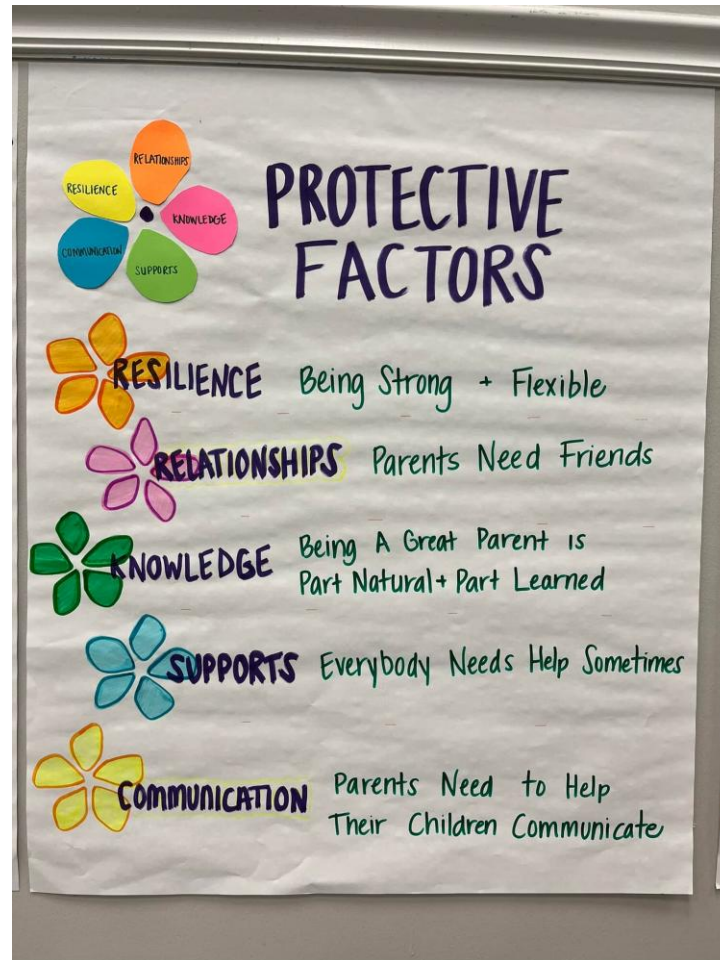 RELATIONSHIPS
RESILIENCE
KNOWLEDGE
COMMUNICATION
SUPPORTS
PROTECTIVE
FACTORS
RESILIENCE Being Strong + Flexible
RELATIONSHIPS Parents Need Friends
KNOWLEDGE Being A Great Parent is
Part Natural + Part Learned
SUPPORTS Everybody Needs Help Sometimes
COMMUNICATION Parents Need to Help
Their Children Communicate